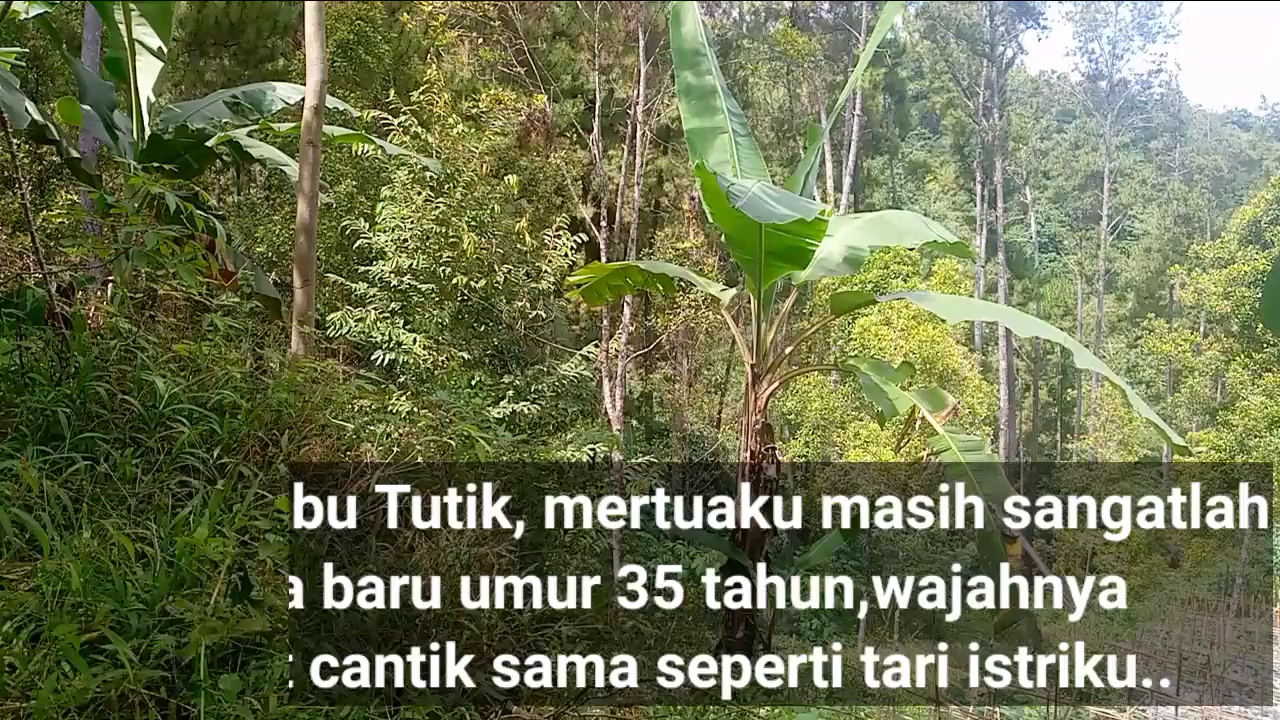 bu Tutik, mertuaku masih sangatlah
baru umur 35 tahun,wajahnya
cantik sama seperti tari istriku..